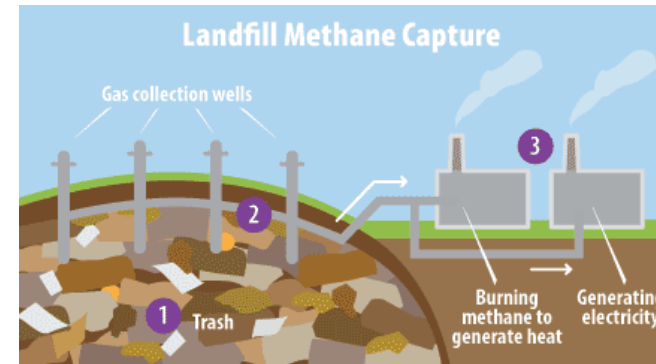 Landfill Methane Capture
Gas collection wells
3
2
1
Trash
Burning
methane to
generate heat
Generating
electricity